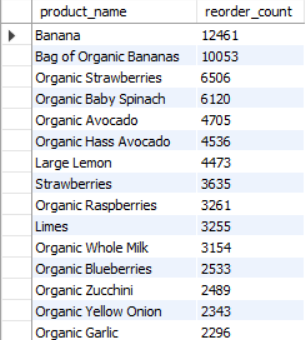 product_name reorder_count
Banana 12461
Bag of Organic Bananas 10053
Organic Strawberries 6506
Organic Baby Spinach 6120
Organic Avocado 4705
Organic Hass Avocado 4536
Large Lemon 4473
Strawberries 3635
Organic Raspberries 3261
Limes 3255
Organic Whole Milk 3154
Organic Blueberries 2533
Organic Zucchini 2489
Organic Yellow Onion 2343
Organic Garlic 2296